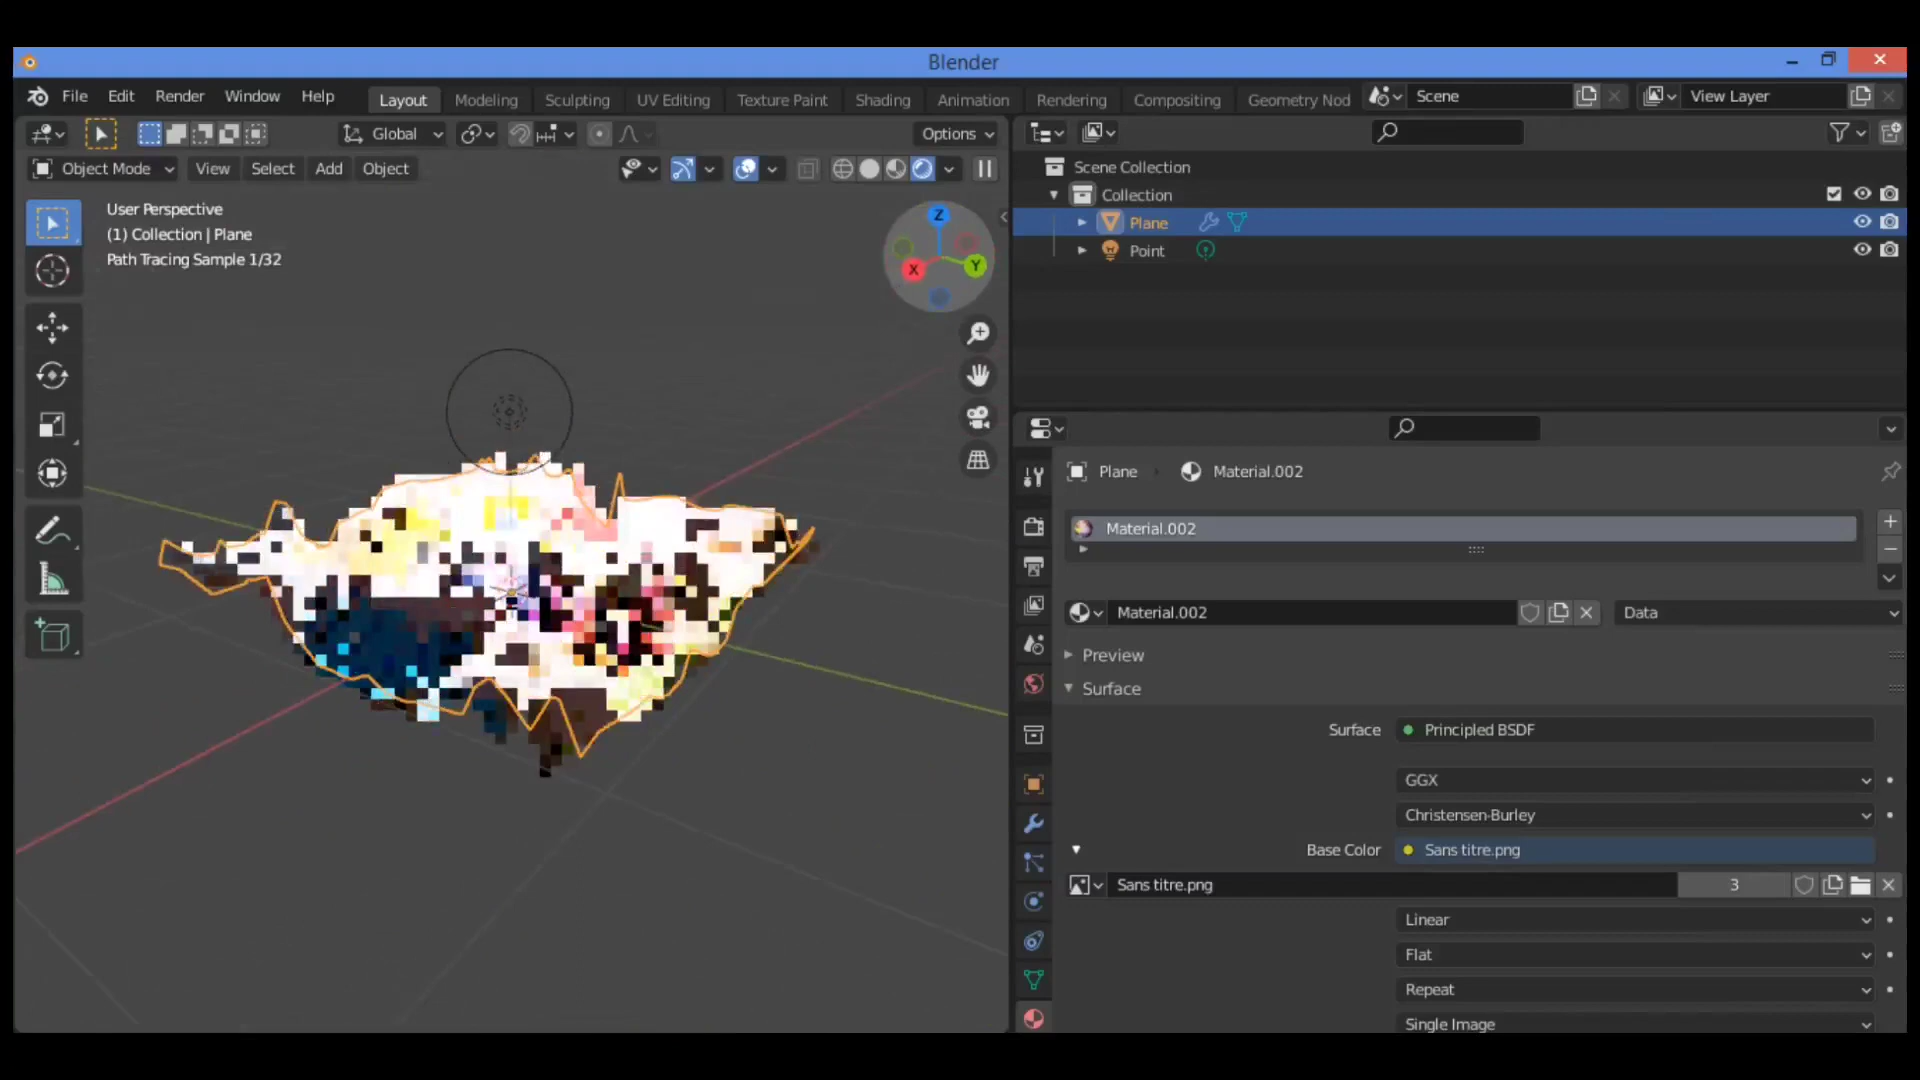 Blender
File Edit Render Window Help Layout Modeling Sculpting UV Editing Texture Paint Shading Animation Rendering Compositing Geometry Nod Scene View Layer
Global Options
Object Mode View Select Add Object
User Perspective
(1) Collection | Plane
Path Tracing Sample 1/32
Z
X
Y
Scene Collection
Collection
Plane
Point
Plane Material.002
Material.002
Material.002 Data
Preview
Surface
Surface Principled BSDF
GGX
Christensen-Burley
Base Color Sans titre.png
Sans titre.png 3
Linear
Flat
Repeat
Single Image